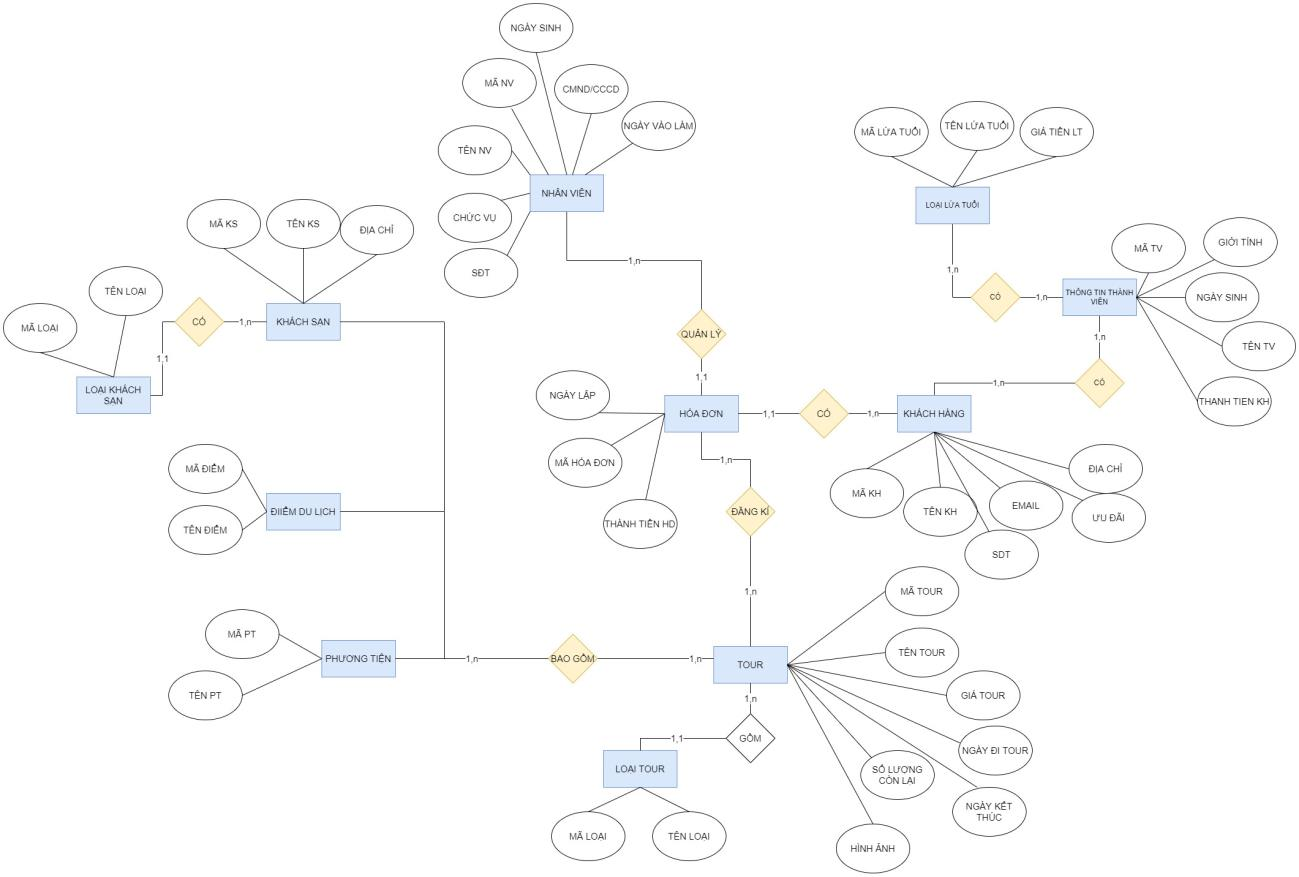 NGÀY SINH
MÃ NV
CMND/CCCD
NGÀY VÀO LÀM
TÊN NV
NHÂN VIÊN
CHỨC VỤ
SĐT
1,n
QUẢN LÝ
1,1
MÃ LỨA TUỔI
TÊN LỨA TUỔI
GIÁ TIỀN LT
LOẠI LỨA TUỔI
1,n
CÓ
1,n
THÔNG TIN THÀNH
VIÊN
MÃ TV
GIỚI TÍNH
NGÀY SINH
TÊN TV
THANH TIEN KH
1,n
CÓ
1,n
MÃ KS
TÊN KS
ĐỊA CHỈ
TÊN LOẠI
MÃ LOẠI
CÓ
1,n
KHÁCH SẠN
1,1
LOẠI KHÁCH
SẠN
NGÀY LẬP
HÓA ĐƠN
1,1
CÓ
1,n
KHÁCH HÀNG
MÃ HÓA ĐƠN
THÀNH TIỀN HD
1,n
ĐĂNG KÍ
1,n
MÃ KH
TÊN KH
SDT
EMAIL
ĐỊA CHỈ
ƯU ĐÃI
MÃ ĐIỂM
ĐIIỂM DU LỊCH
TÊN ĐIỂM
MÃ PT
PHƯƠNG TIỆN
TÊN PT
1,n
BAO GỒM
1,n
TOUR
MÃ TOUR
TÊN TOUR
GIÁ TOUR
NGÀY ĐI TOUR
SỐ LƯỢNG
CÒN LẠI
NGÀY KẾT
THÚC
HÌNH ẢNH
1,n
GỒM
1,1
LOẠI TOUR
MÃ LOẠI
TÊN LOẠI